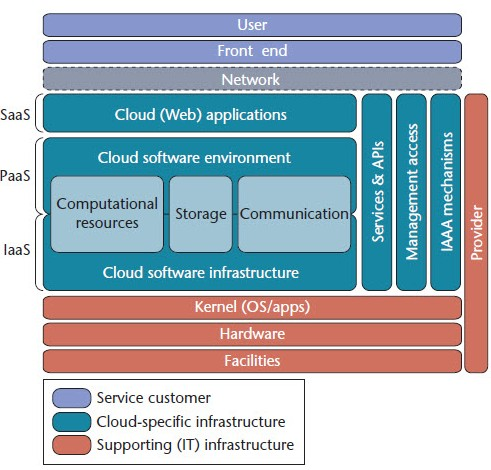 User
Front end
Network
SaaS
Cloud (Web) applications
PaaS
Cloud software environment
Computational
resources
Storage
Communication
IaaS
Cloud software infrastructure
Services & APIs
Management access
IAAA mechanisms
Provider
Kernel (OS/apps)
Hardware
Facilities
Service customer
Cloud-specific infrastructure
Supporting (IT) infrastructure